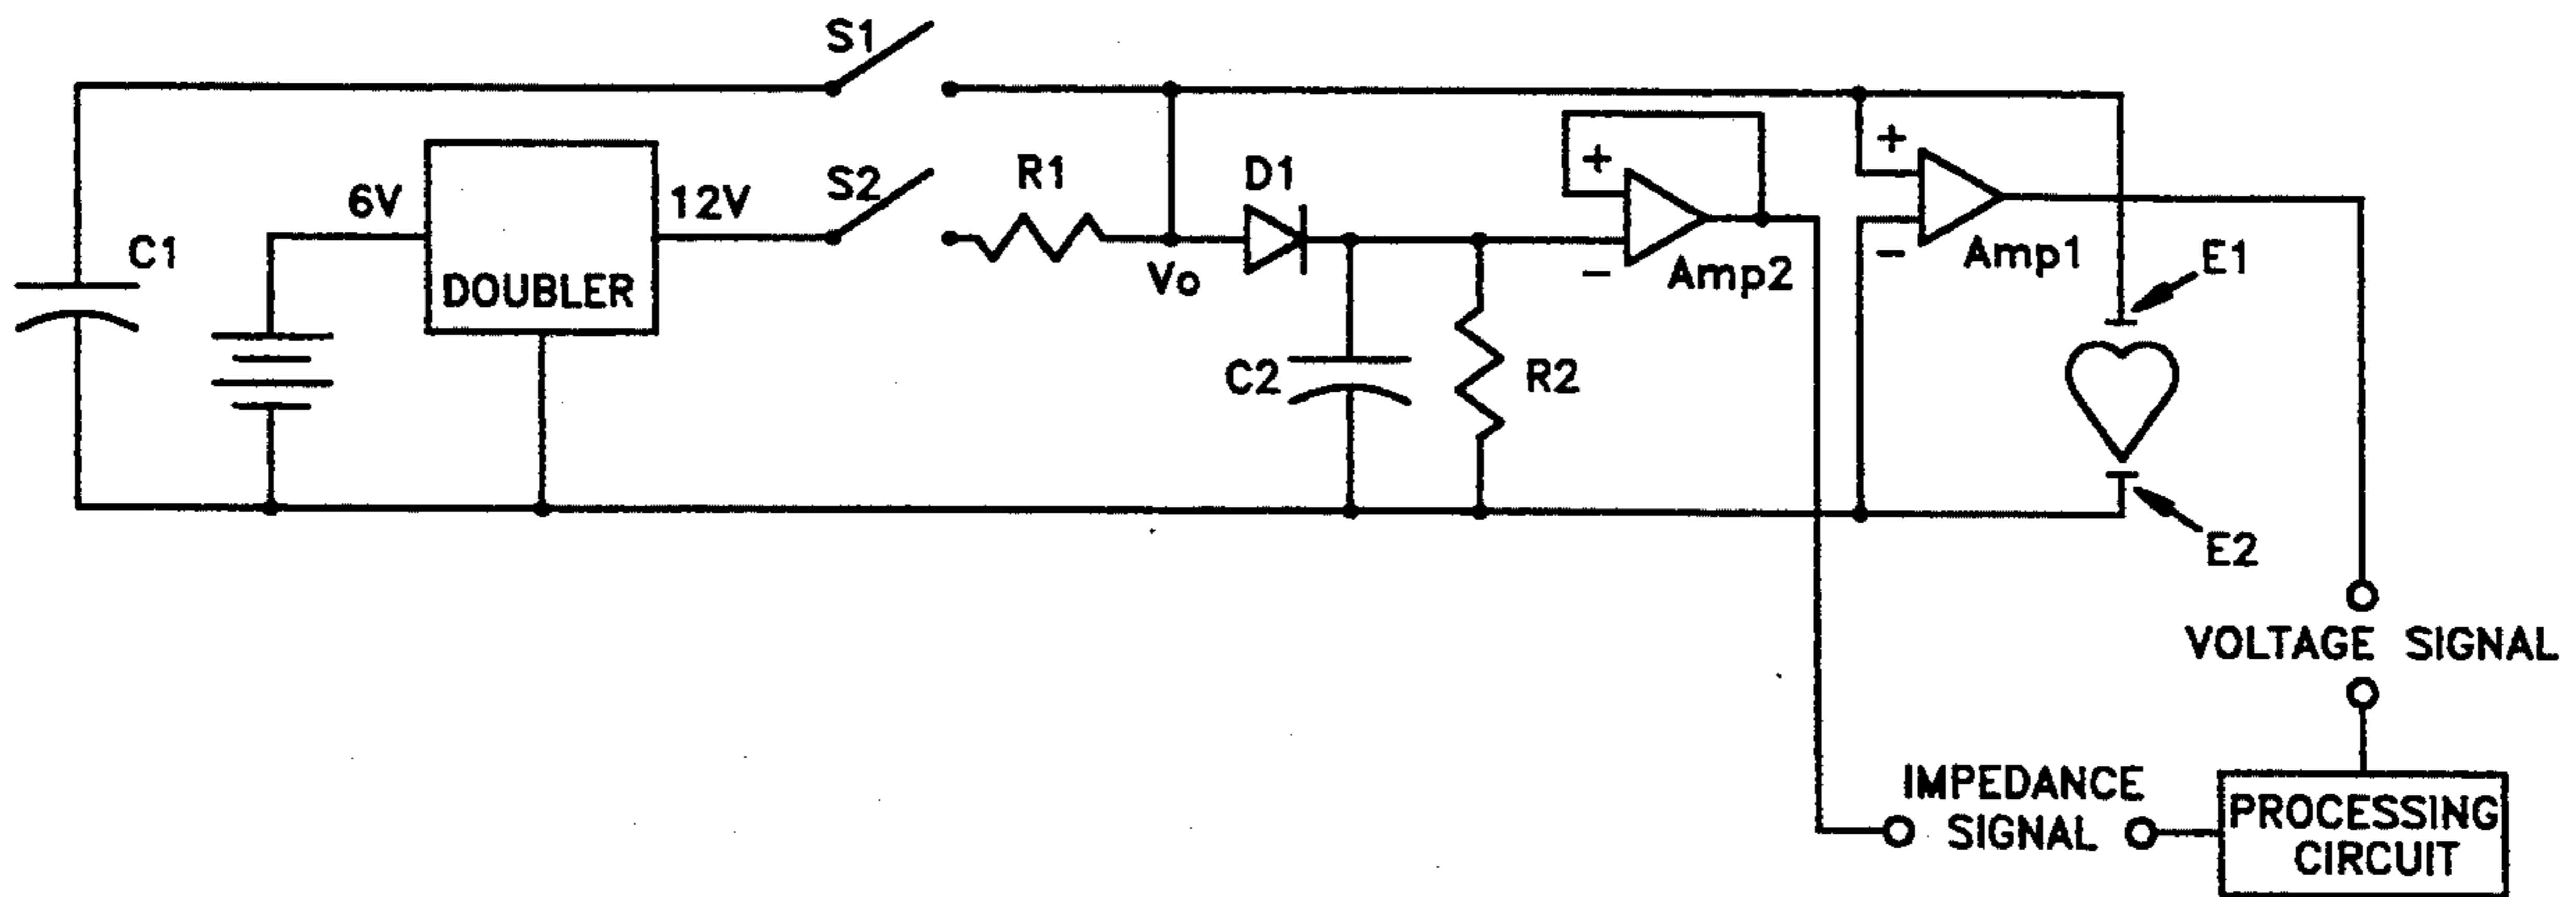 S1
6V
DOUBLER
12V
S2
R1
Vo
D1
C1
C2
R2
+
-
Amp2
+
-
Amp1
E1
E2
VOLTAGE SIGNAL
IMPEDANCE
SIGNAL
PROCESSING
CIRCUIT